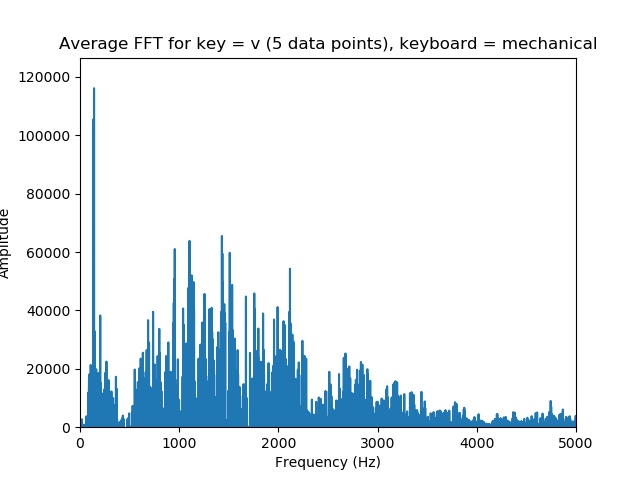 Average FFT for key = v (5 data points), keyboard = mechanical
120000
100000
80000
60000
40000
20000
0
Amplitude
0 1000 2000 3000 4000 5000
Frequency (Hz)